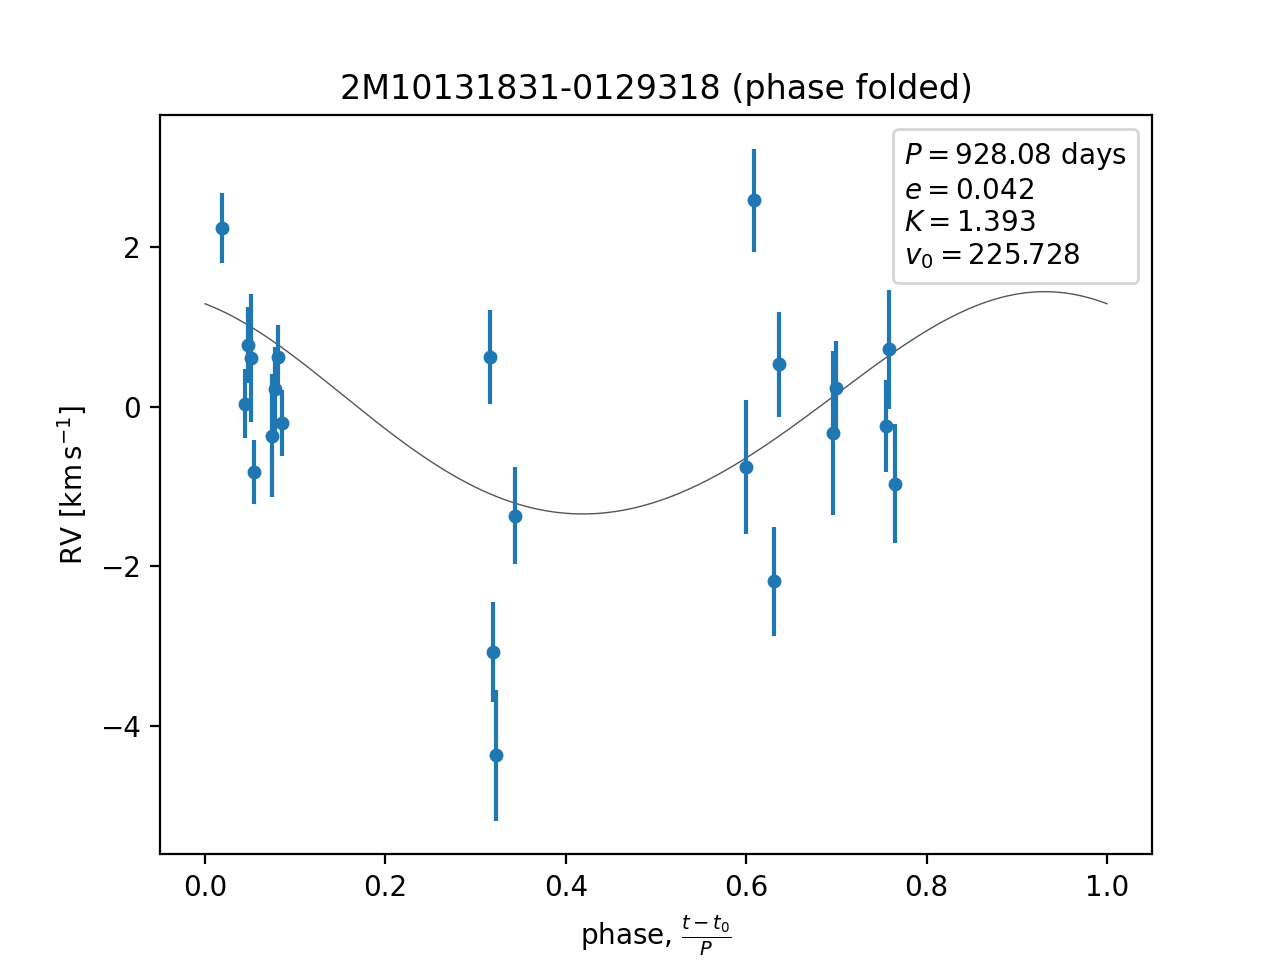 2M10131831-0129318 (phase folded)
P = 928.08 days
e = 0.042
K = 1.393
v₀ = 225.728
RV [km s⁻¹]
2
0
−2
−4
0.0 0.2 0.4 0.6 0.8 1.0
phase, (t − t₀)/P